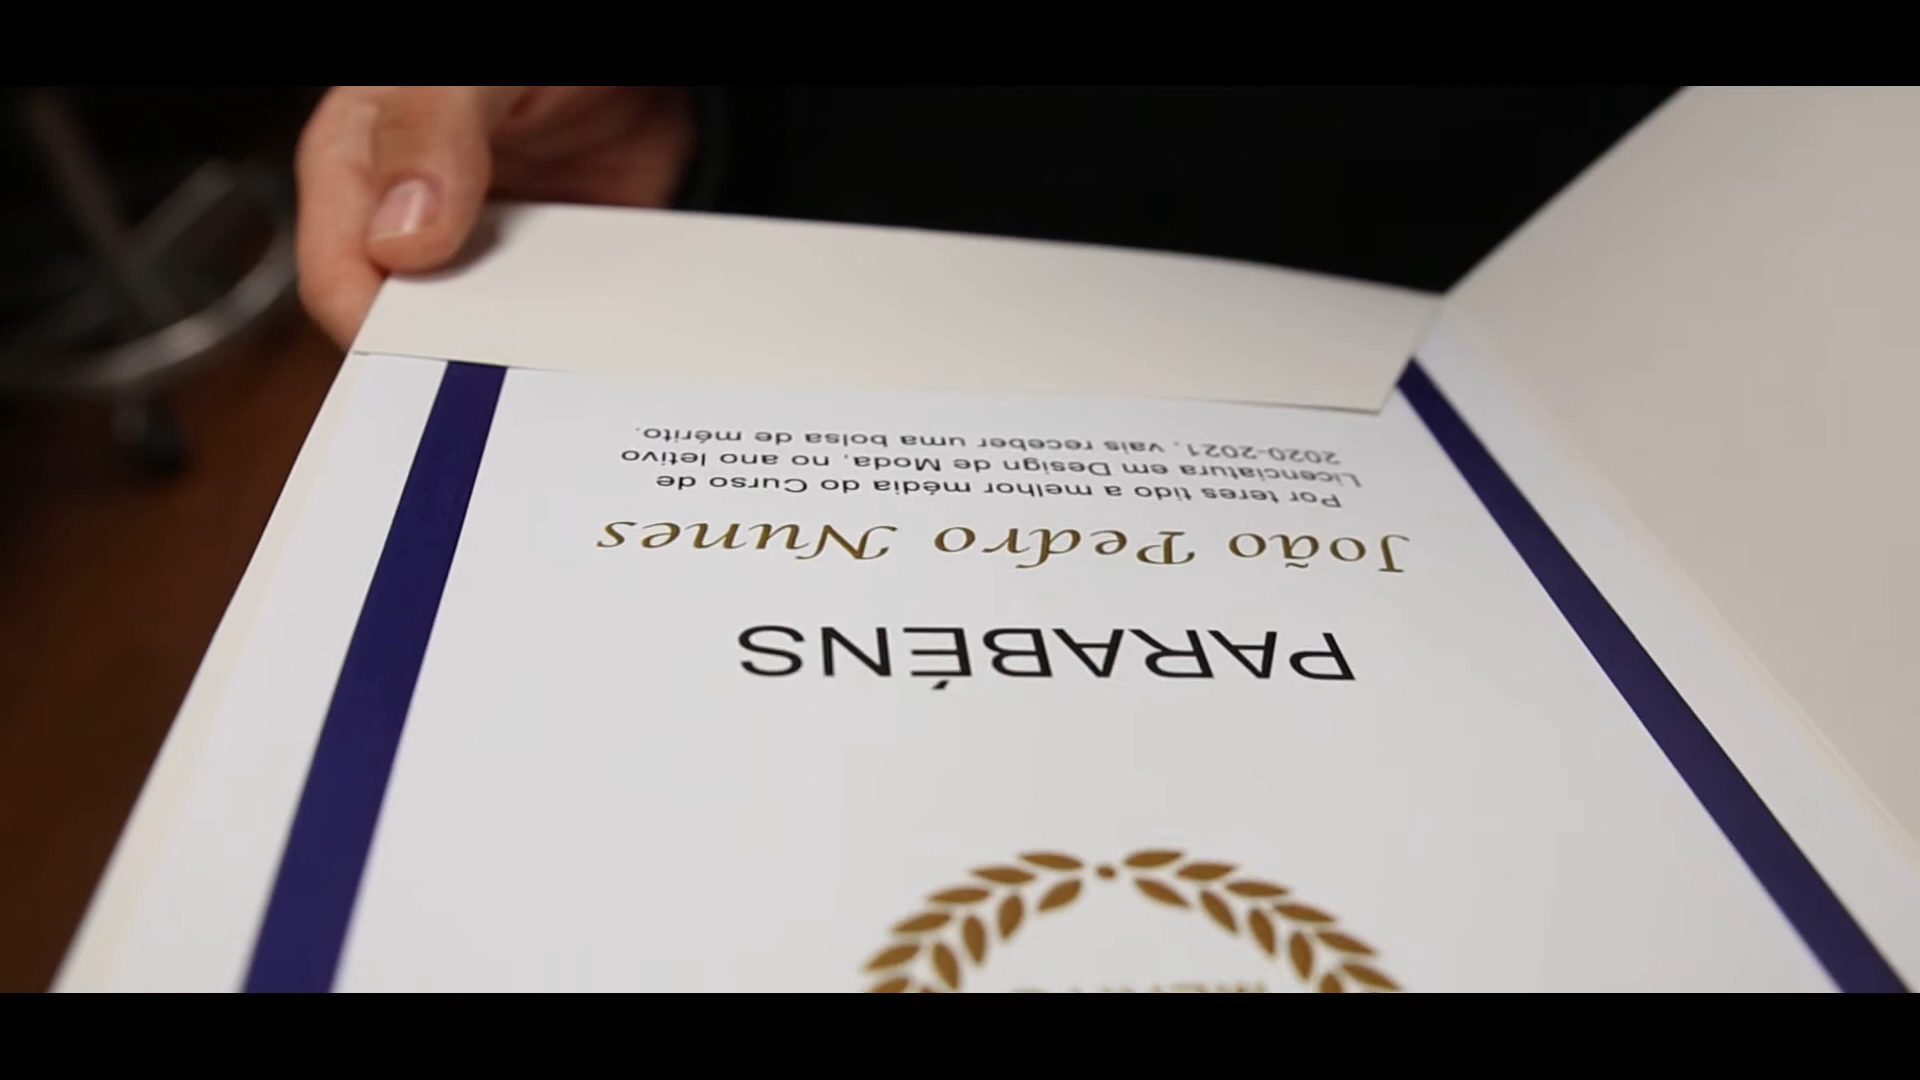 PARABÉNS
João Pedro Nunes
Por teres tido a melhor média do Curso de
Licenciatura em Design de Moda, no ano letivo
2020-2021, vais receber uma bolsa de mérito.